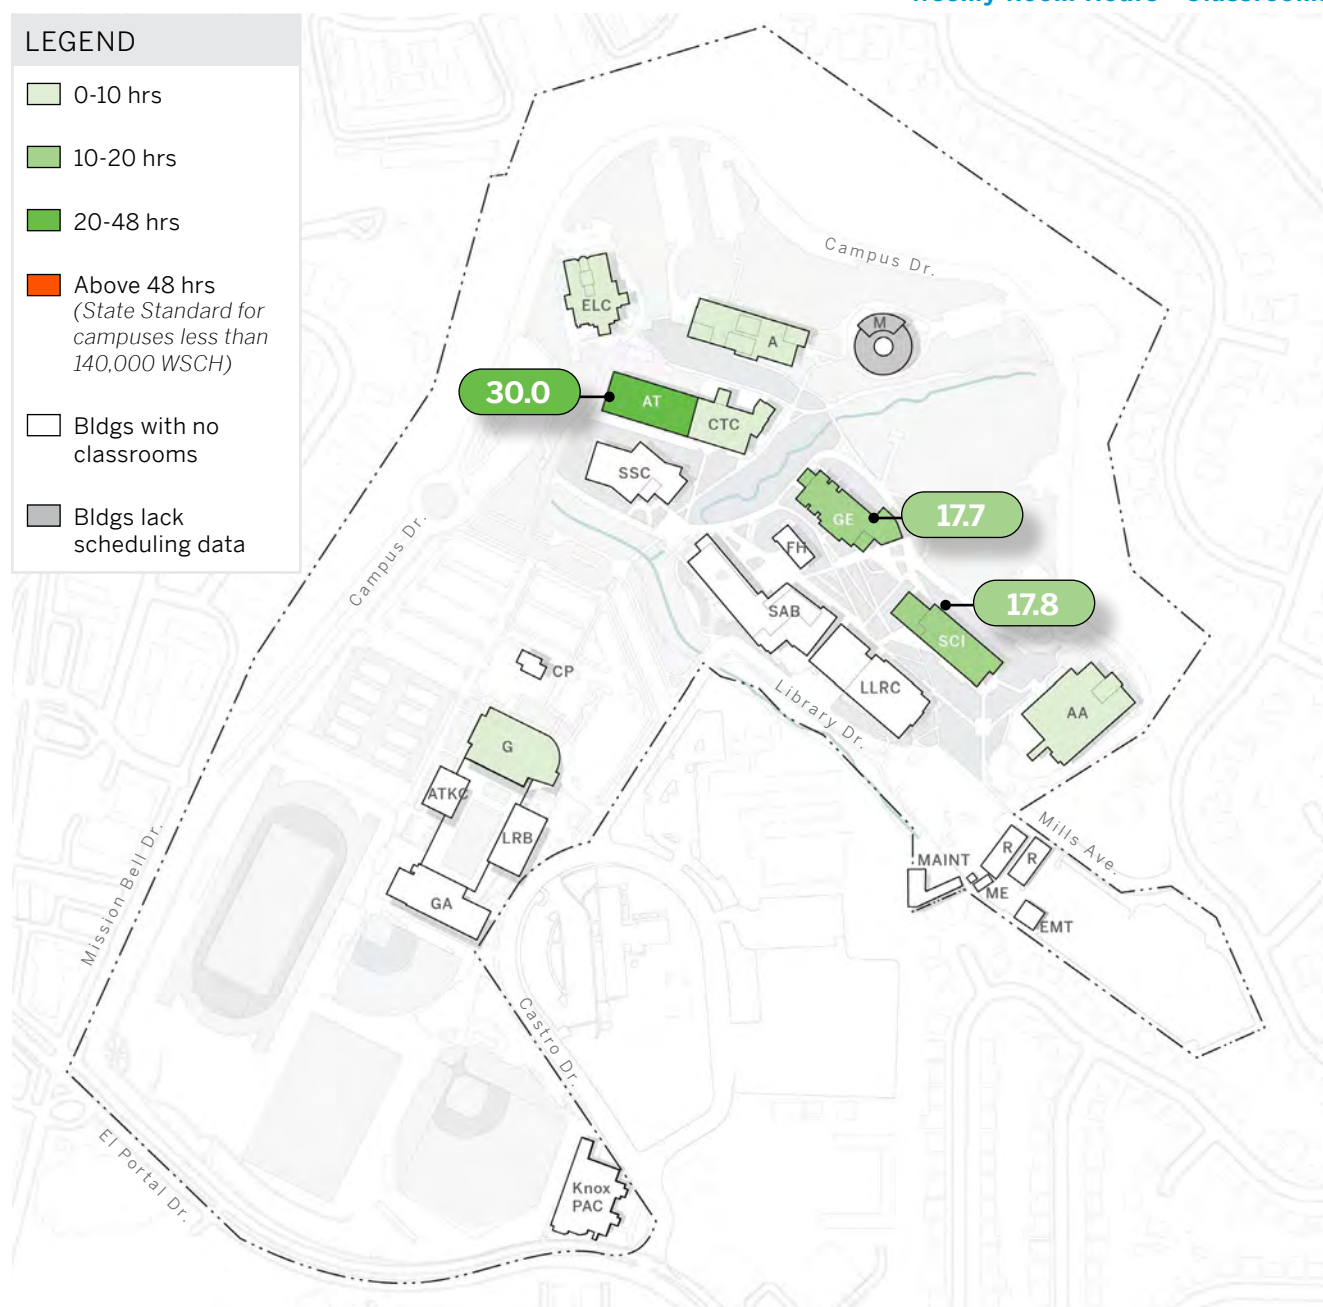 LEGEND
0-10 hrs
10-20 hrs
20-48 hrs
Above 48 hrs
(State Standard for
campuses less than
140,000 WSCH)
Bldgs with no
classrooms
Bldgs lack
scheduling data
Campus Dr.
ELC
M
A
30.0
AT
CTC
SSC
17.7
GE
Campus Dr.
FH
17.8
SAB
SCI
CP
LLRC
Library Dr.
AA
G
ATKC
LRB
Mission Bell Dr.
Mills Ave.
MAINT
R
R
ME
GA
EMT
Castro Dr.
El Portal Dr.
Knox
PAC